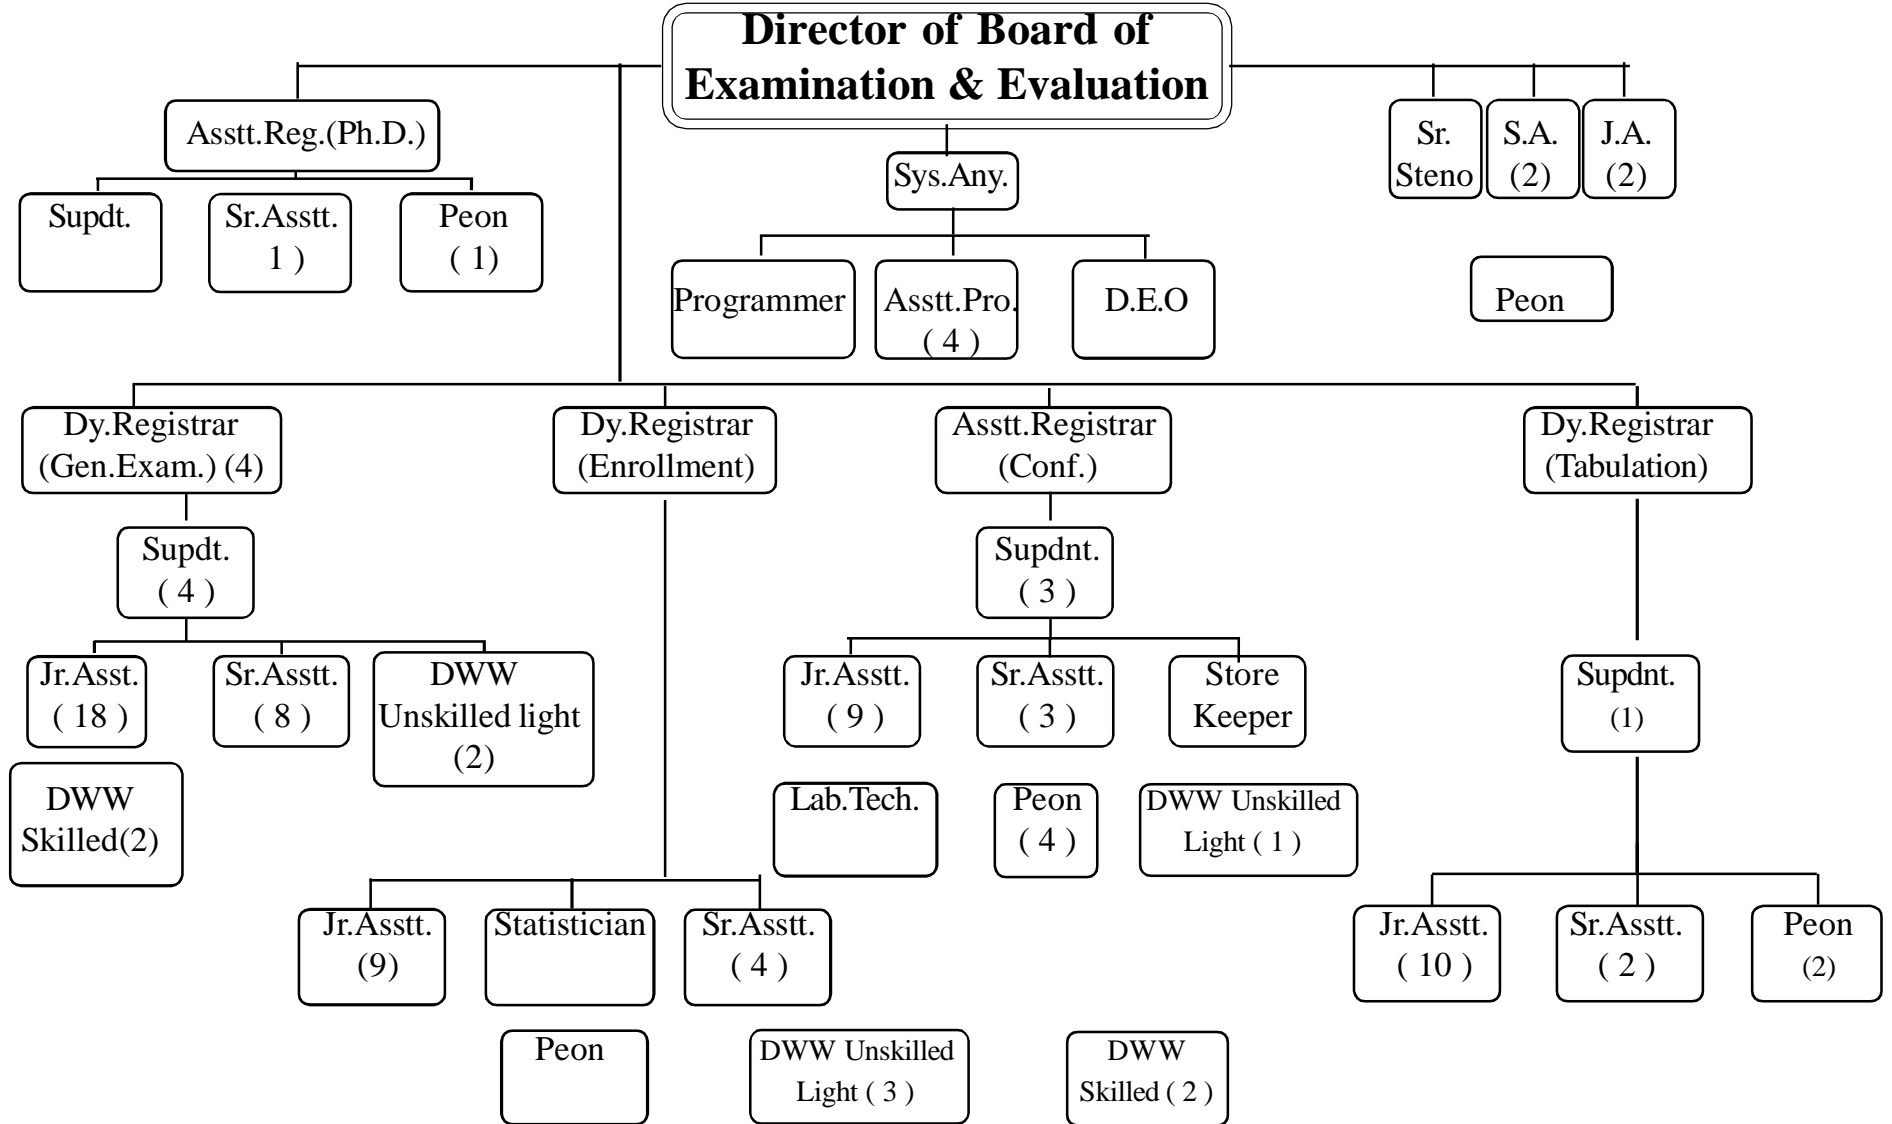 Director of Board of
Examination & Evaluation
Asstt.Reg.(Ph.D.)
Supdt.
Sr.Asstt.
1 )
Peon
( 1)
Sys.Any.
Programmer
Asstt.Pro.
( 4 )
D.E.O
Sr.
Steno
S.A.
(2)
J.A.
(2)
Peon
Dy.Registrar
(Gen.Exam.) (4)
Dy.Registrar
(Enrollment)
Asstt.Registrar
(Conf.)
Dy.Registrar
(Tabulation)
Supdt.
( 4 )
Jr.Asst.
( 18 )
Sr.Asstt.
( 8 )
DWW
Unskilled light
(2)
DWW
Skilled(2)
Supdnt.
( 3 )
Jr.Asstt.
( 9 )
Sr.Asstt.
( 3 )
Store
Keeper
Lab.Tech.
Peon
( 4 )
DWW Unskilled
Light ( 1 )
Supdnt.
(1)
Jr.Asstt.
(9)
Statistician
Sr.Asstt.
( 4 )
Peon
DWW Unskilled
Light ( 3 )
DWW
Skilled ( 2 )
Jr.Asstt.
( 10 )
Sr.Asstt.
( 2 )
Peon
(2)